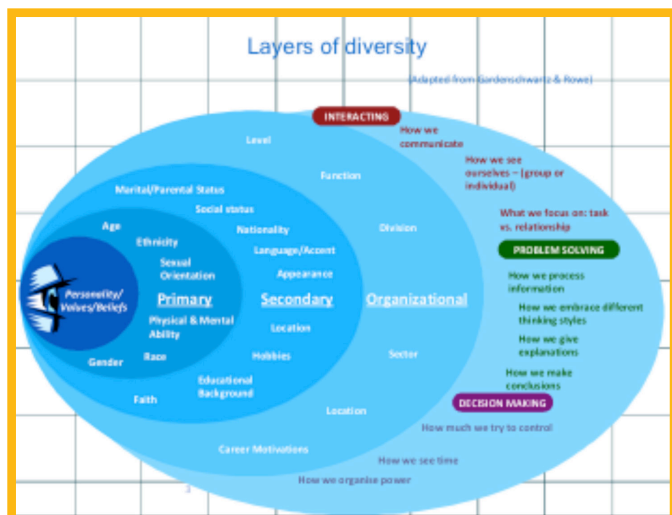 Layers of diversity
(Adapted from Gardenschwartz & Rowe)
INTERACTING
Level
How we
communicate
How we see
ourselves – (group or
individual)
What we focus on: task
vs. relationship
Function
Division
Marital/Parental Status
Social status
Nationality
Language/Accent
Appearance
Age
Ethnicity
Sexual
Orientation
Personality/
Values/Beliefs
Primary
Secondary
Organizational
Physical & Mental
Ability
Race
Gender
Location
Hobbies
Educational
Background
Faith
Sector
Location
Career Motivations
PROBLEM SOLVING
How we process
information
How we embrace different
thinking styles
How we give
explanations
How we make
conclusions
DECISION MAKING
How much we try to control
How we see time
How we organise power
3